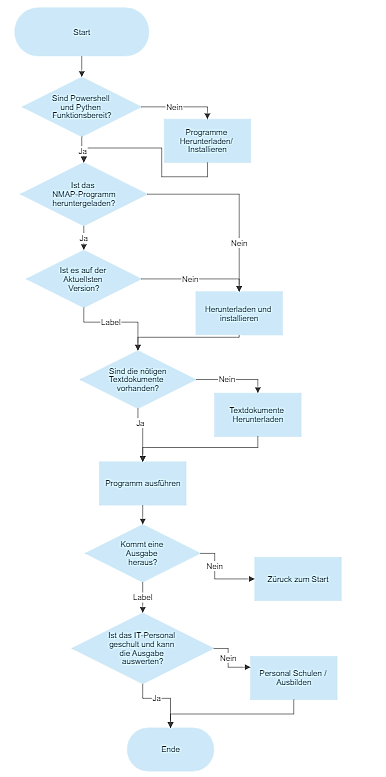 Start
Sind Powershell
und Pythen
Funktionsbereit?
Nein
Programme
Herunterladen/
Installieren
Ja
Ist das
NMAP-Programm
heruntergeladen?
Nein
Ja
Ist es auf der
Aktuellsten
Version?
Nein
Herunterladen und
installieren
Label
Sind die nötigen
Textdokumente
vorhanden?
Nein
Textdokumente
Herunterladen
Ja
Programm ausführen
Kommt eine
Ausgabe
heraus?
Nein
Züruck zum Start
Label
Ist das IT-Personal
geschult und kann
die Ausgabe
auswerten?
Nein
Personal Schulen /
Ausbilden
Ja
Ende